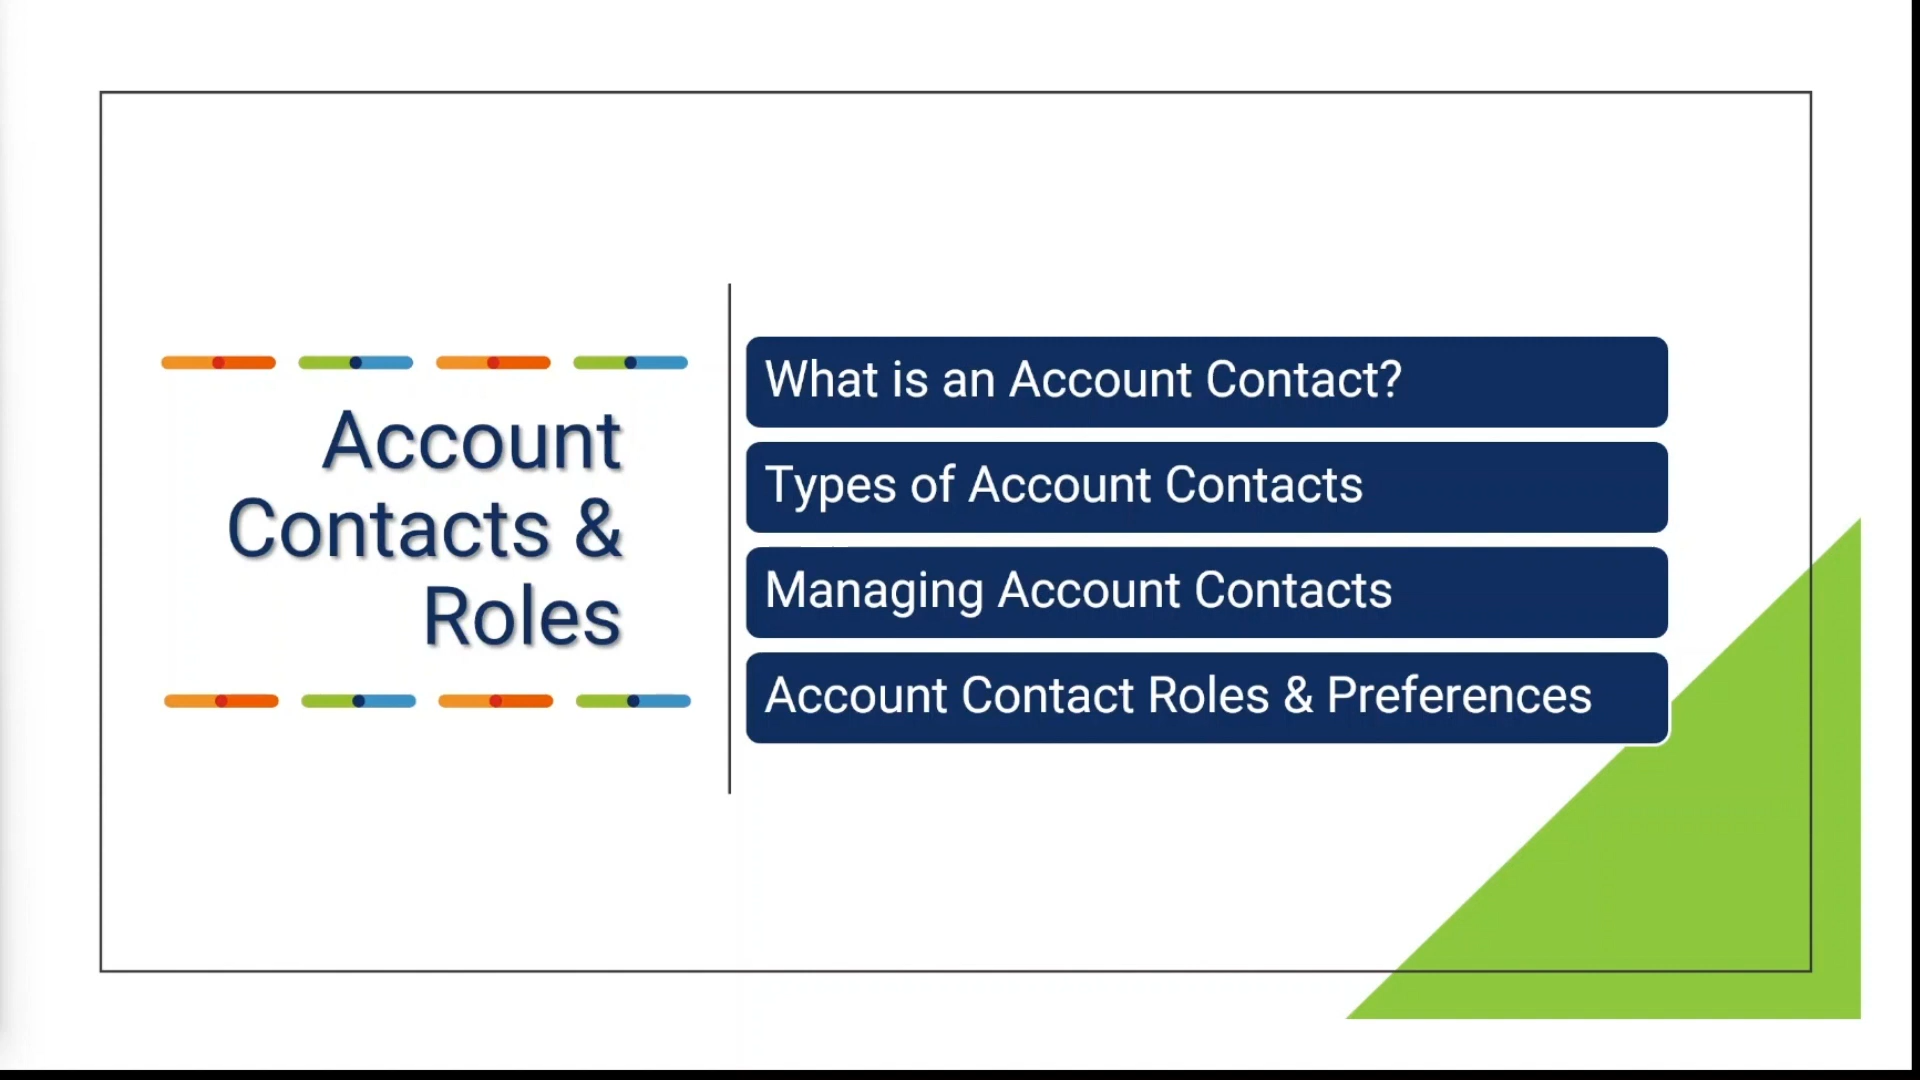 Account
Contacts &
Roles
What is an Account Contact?
Types of Account Contacts
Managing Account Contacts
Account Contact Roles & Preferences